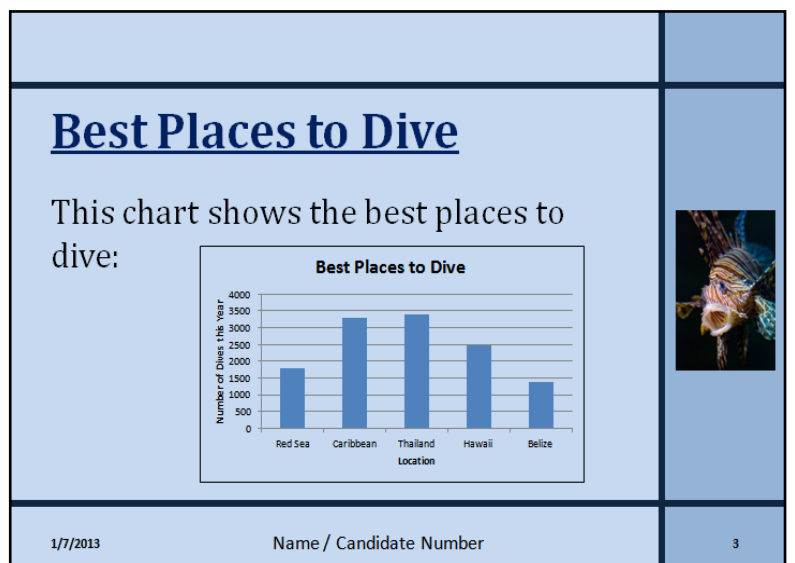 Best Places to Dive
This chart shows the best places to
dive:
Best Places to Dive
Number of Dives this Year
4000
3500
3000
2500
2000
1500
1000
500
0
Red Sea Caribbean Thailand Hawaii Belize
Location
1/7/2013 Name / Candidate Number 3